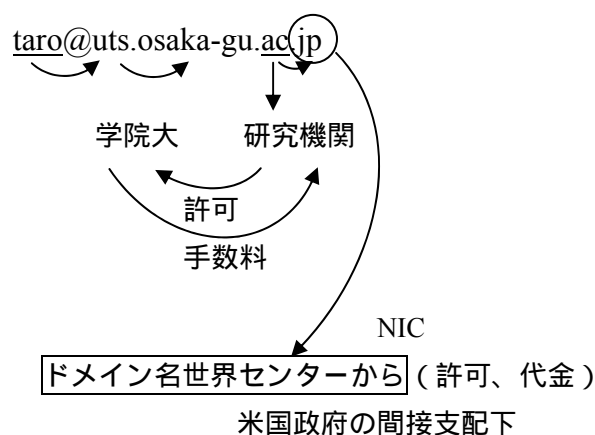 taro@uts.osaka-gu.ac.jp
学院大 研究機関
許可
手数料
NIC
ドメイン名世界センターから（許可、代金）
米国政府の間接支配下